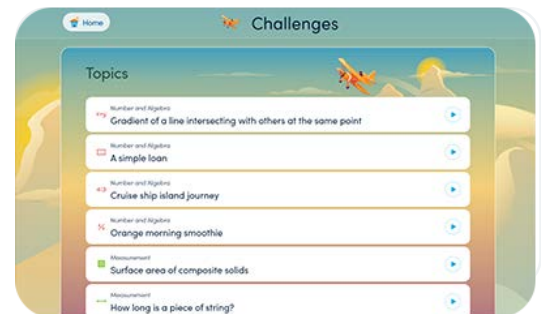 Home
Challenges
Topics
Number and Algebra
Gradient of a line intersecting with others at the same point
Number and Algebra
A simple loan
Number and Algebra
Cruise ship island journey
Number and Algebra
Orange morning smoothie
Measurement
Surface area of composite solids
Measurement
How long is a piece of string?